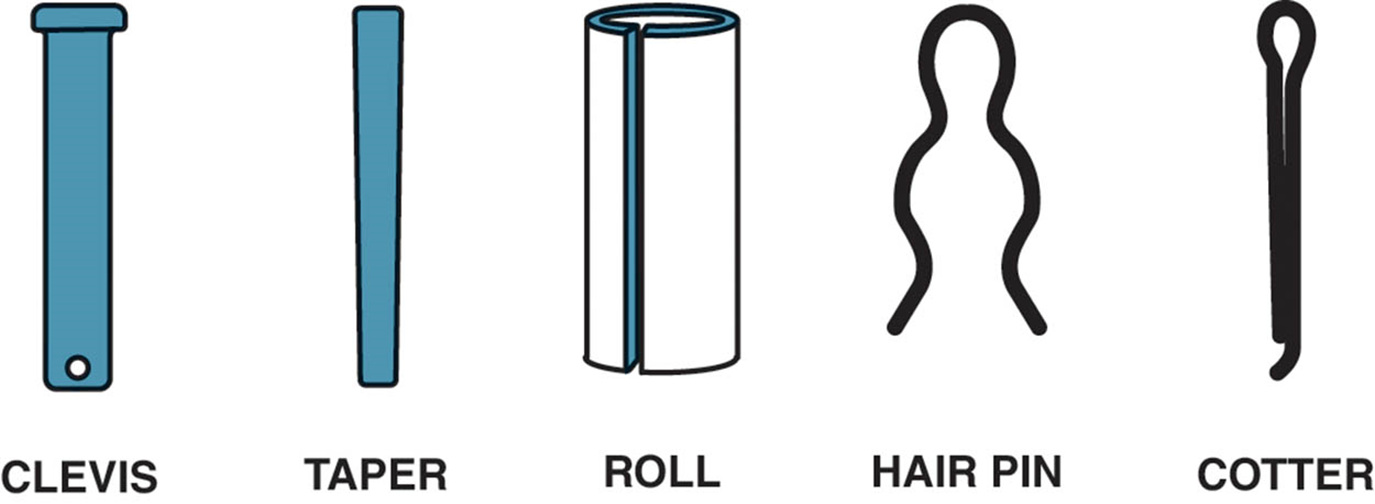 CLEVIS TAPER ROLL HAIR PIN COTTER